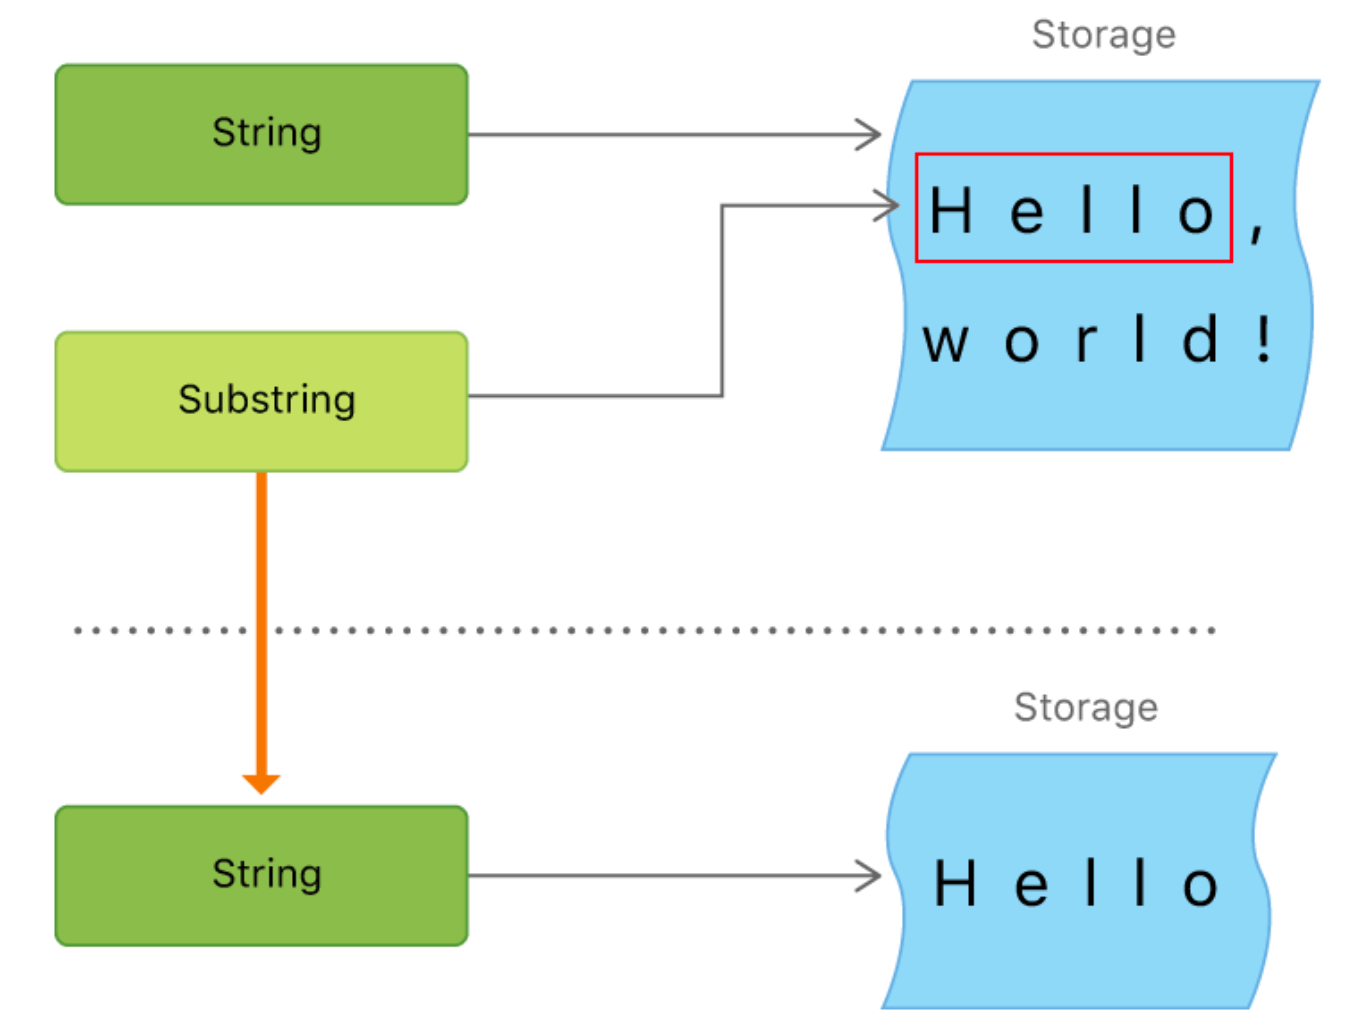 Storage
String
H e l l o ,
w o r l d !
Substring
Storage
String
H e l l o